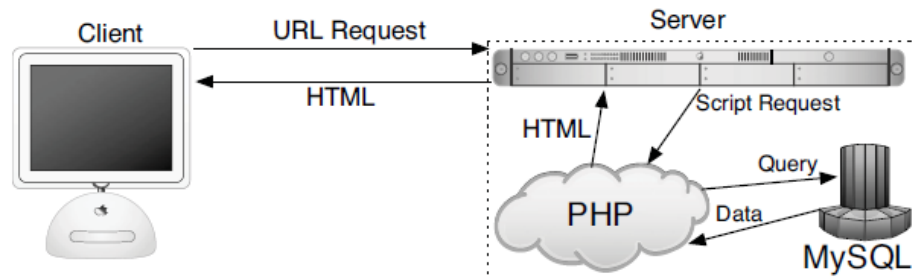 Client
URL Request
Server
HTML
Script Request
HTML
Query
PHP
Data
MySQL